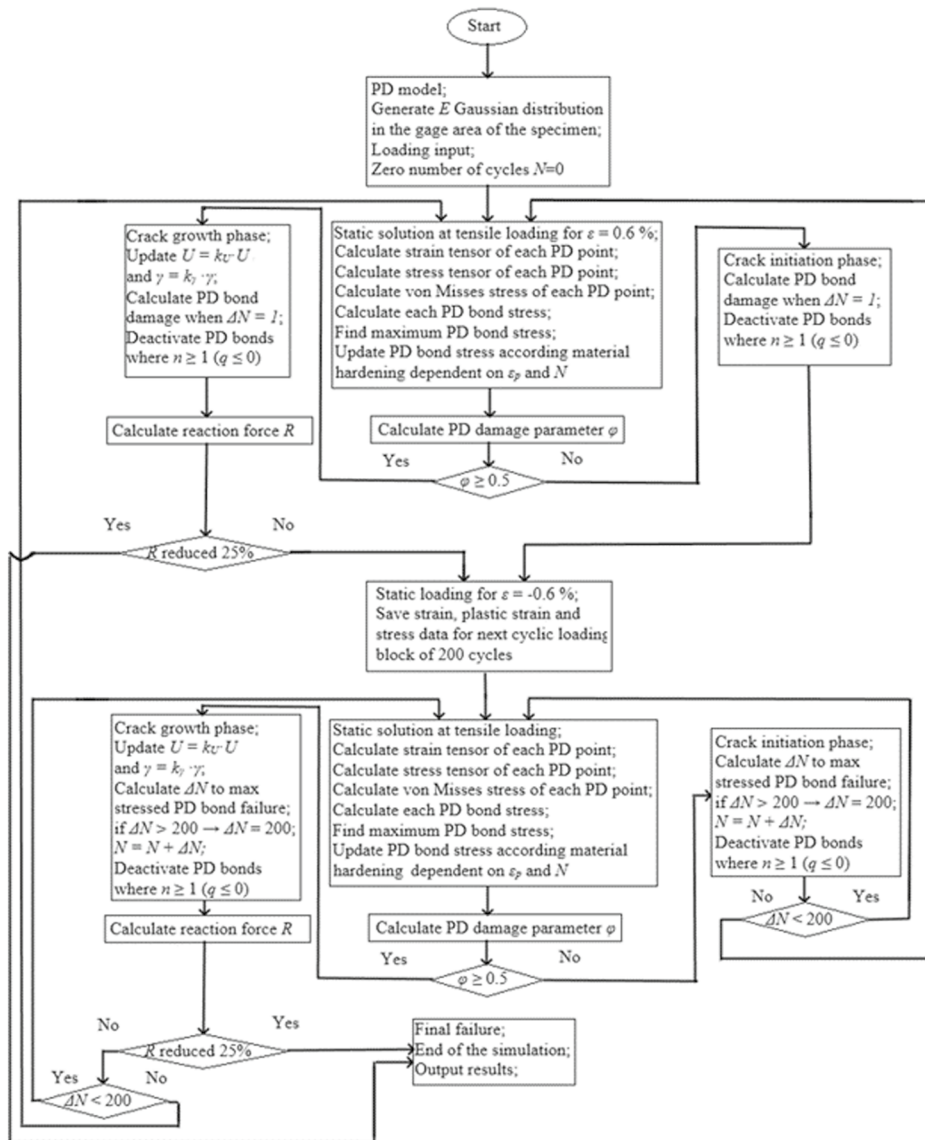 Start
PD model;
Generate E Gaussian distribution
in the gage area of the specimen;
Loading input;
Zero number of cycles N=0
Crack growth phase;
Update U = k_U· U
and γ = k_γ ·γ;
Calculate PD bond
damage when ΔN = 1;
Deactivate PD bonds
where n ≥ 1 (q ≤ 0)
Static solution at tensile loading for ε = 0.6 %;
Calculate strain tensor of each PD point;
Calculate stress tensor of each PD point;
Calculate von Misses stress of each PD point;
Calculate each PD bond stress;
Find maximum PD bond stress;
Update PD bond stress according material
hardening dependent on ε_p and N
Crack initiation phase;
Calculate PD bond
damage when ΔN = 1;
Deactivate PD bonds
where n ≥ 1 (q ≤ 0)
Calculate reaction force R
Calculate PD damage parameter φ
Yes
No
φ ≥ 0.5
Yes
No
R reduced 25%
Static loading for ε = -0.6 %;
Save strain, plastic strain and
stress data for next cyclic loading
block of 200 cycles
Crack growth phase;
Update U = k_U· U
and γ = k_γ ·γ;
Calculate ΔN to max
stressed PD bond failure;
if ΔN > 200 → ΔN = 200;
N = N + ΔN;
Deactivate PD bonds
where n ≥ 1 (q ≤ 0)
Static solution at tensile loading;
Calculate strain tensor of each PD point;
Calculate stress tensor of each PD point;
Calculate von Misses stress of each PD point;
Calculate each PD bond stress;
Find maximum PD bond stress;
Update PD bond stress according material
hardening dependent on ε_p and N
Crack initiation phase;
Calculate ΔN to max
stressed PD bond failure;
if ΔN > 200 → ΔN = 200;
N = N + ΔN;
Deactivate PD bonds
where n ≥ 1 (q ≤ 0)
No
Yes
ΔN < 200
Calculate reaction force R
Calculate PD damage parameter φ
Yes
No
φ ≥ 0.5
No
Yes
R reduced 25%
Final failure;
End of the simulation;
Output results;
Yes
No
ΔN < 200